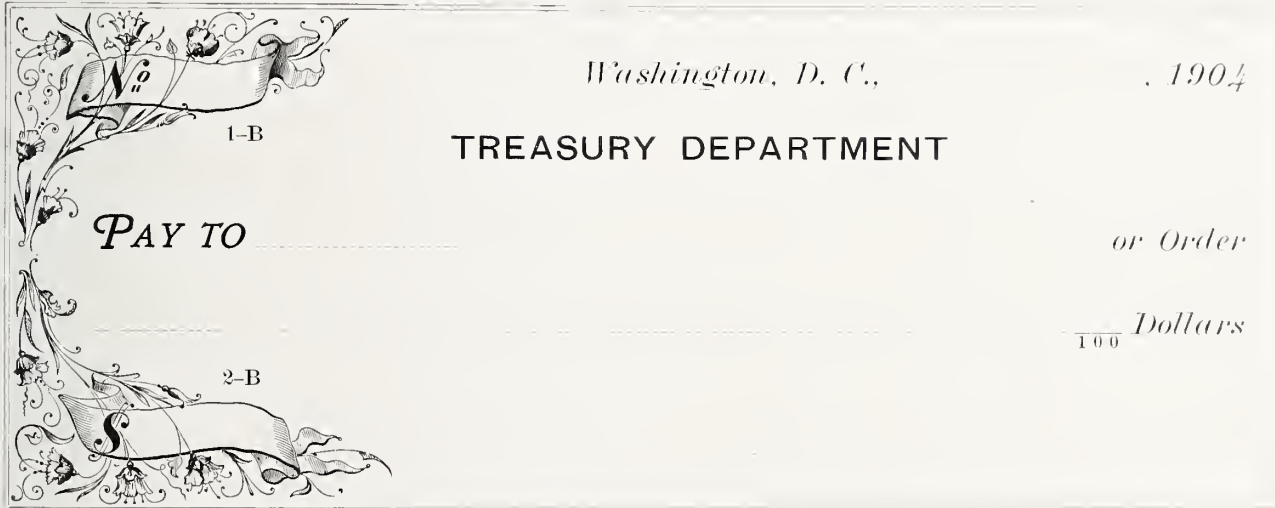 No
Washington, D. C., . 1904
1-B
TREASURY DEPARTMENT
PAY TO
or Order
100 Dollars
2-B
S